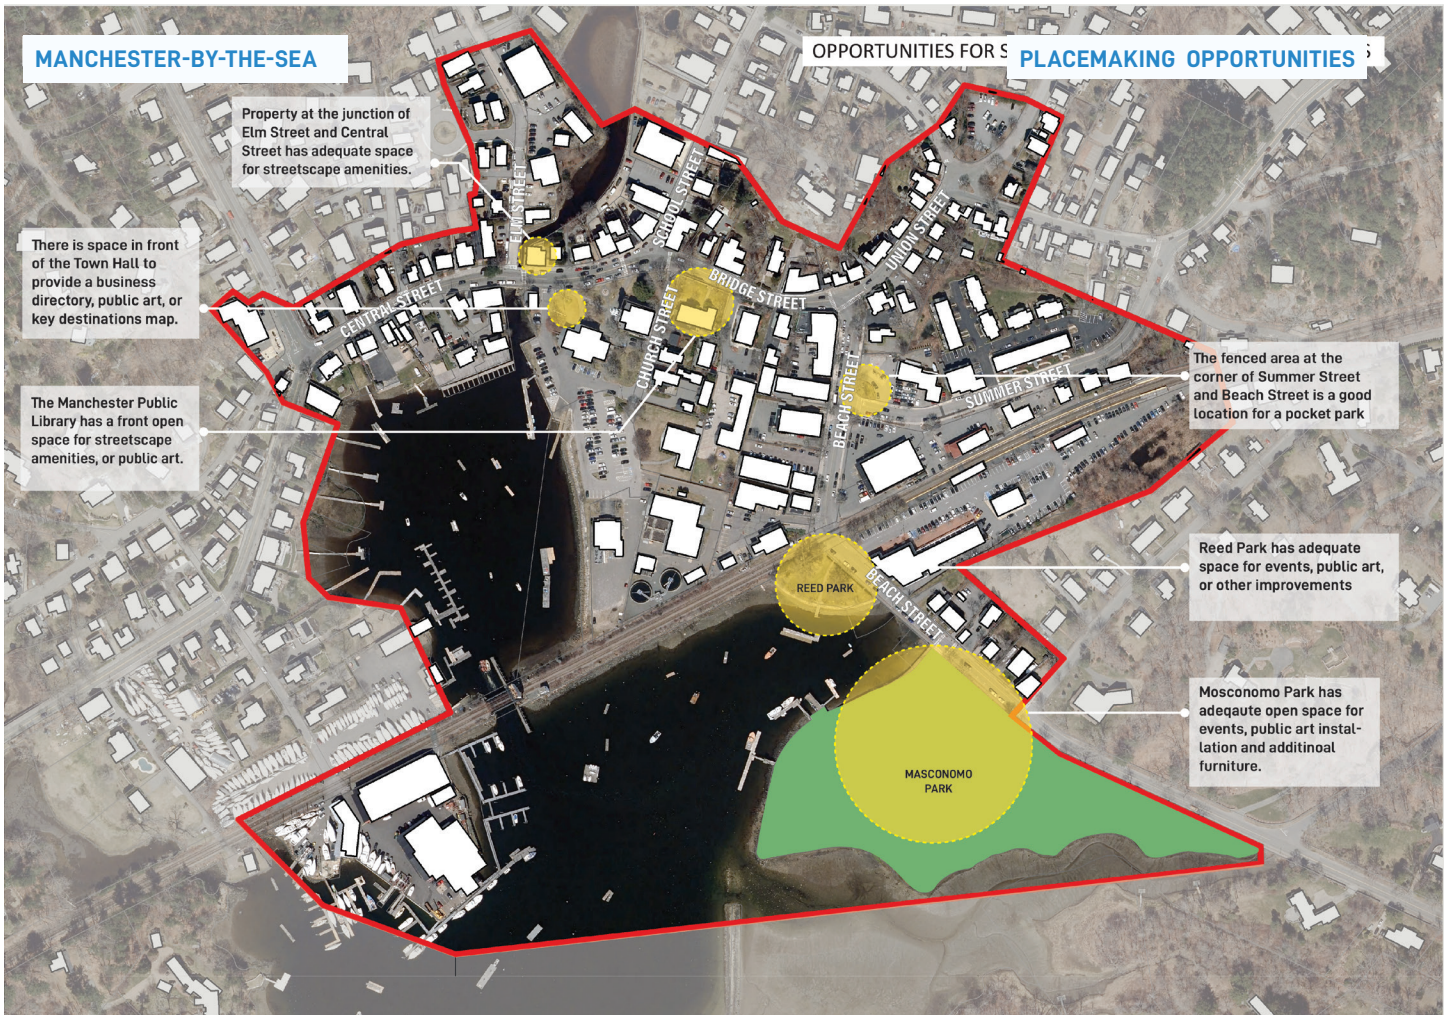 MANCHESTER-BY-THE-SEA
OPPORTUNITIES FOR S
PLACEMAKING OPPORTUNITIES
S
Property at the junction of
Elm Street and Central
Street has adequate space
for streetscape amenities.
There is space in front
of the Town Hall to
provide a business
directory, public art, or
key destinations map.
The Manchester Public
Library has a front open
space for streetscape
amenities, or public art.
ELM STREET
SCHOOL STREET
UNION STREET
CENTRAL STREET
BRIDGE STREET
CHURCH STREET
BEACH STREET
SUMMER STREET
The fenced area at the
corner of Summer Street
and Beach Street is a good
location for a pocket park
Reed Park has adequate
space for events, public art,
or other improvements
REED PARK
BEACH STREET
Mosconomo Park has
adeqaute open space for
events, public art instal-
lation and additinoal
furniture.
MASCONOMO
PARK